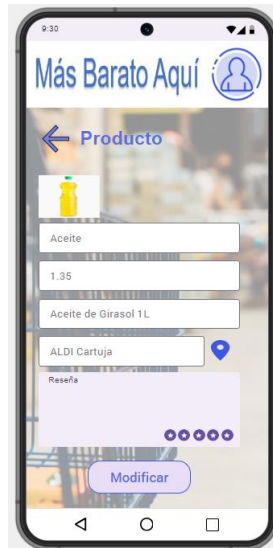 9:30
Más Barato Aquí
Producto
Aceite
1.35
Aceite de Girasol 1L
ALDI Cartuja
Reseña
Modificar